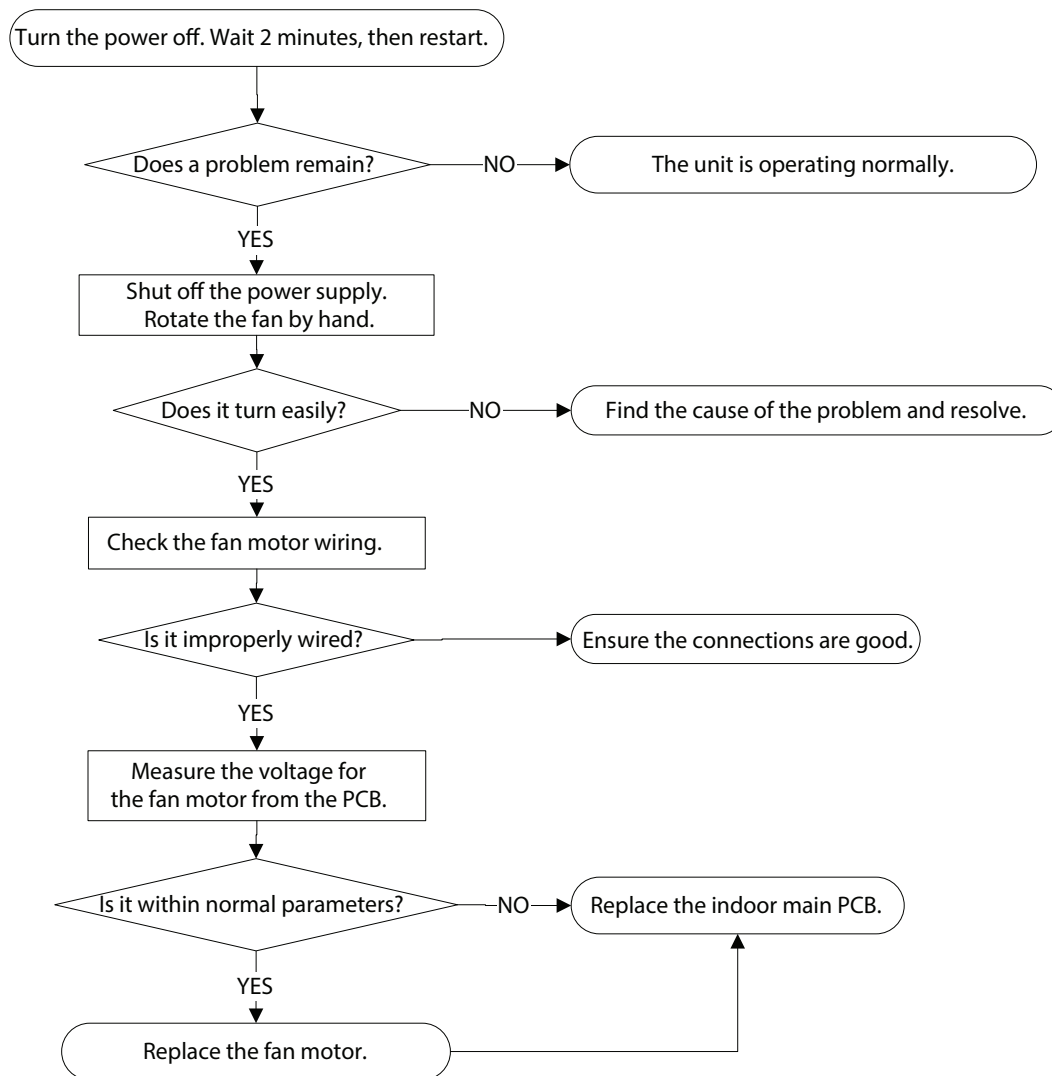 Turn the power off. Wait 2 minutes, then restart.
Does a problem remain?
NO
The unit is operating normally.
YES
Shut off the power supply.
Rotate the fan by hand.
Does it turn easily?
NO
Find the cause of the problem and resolve.
YES
Check the fan motor wiring.
Is it improperly wired?
Ensure the connections are good.
YES
Measure the voltage for
the fan motor from the PCB.
Is it within normal parameters?
NO
Replace the indoor main PCB.
YES
Replace the fan motor.